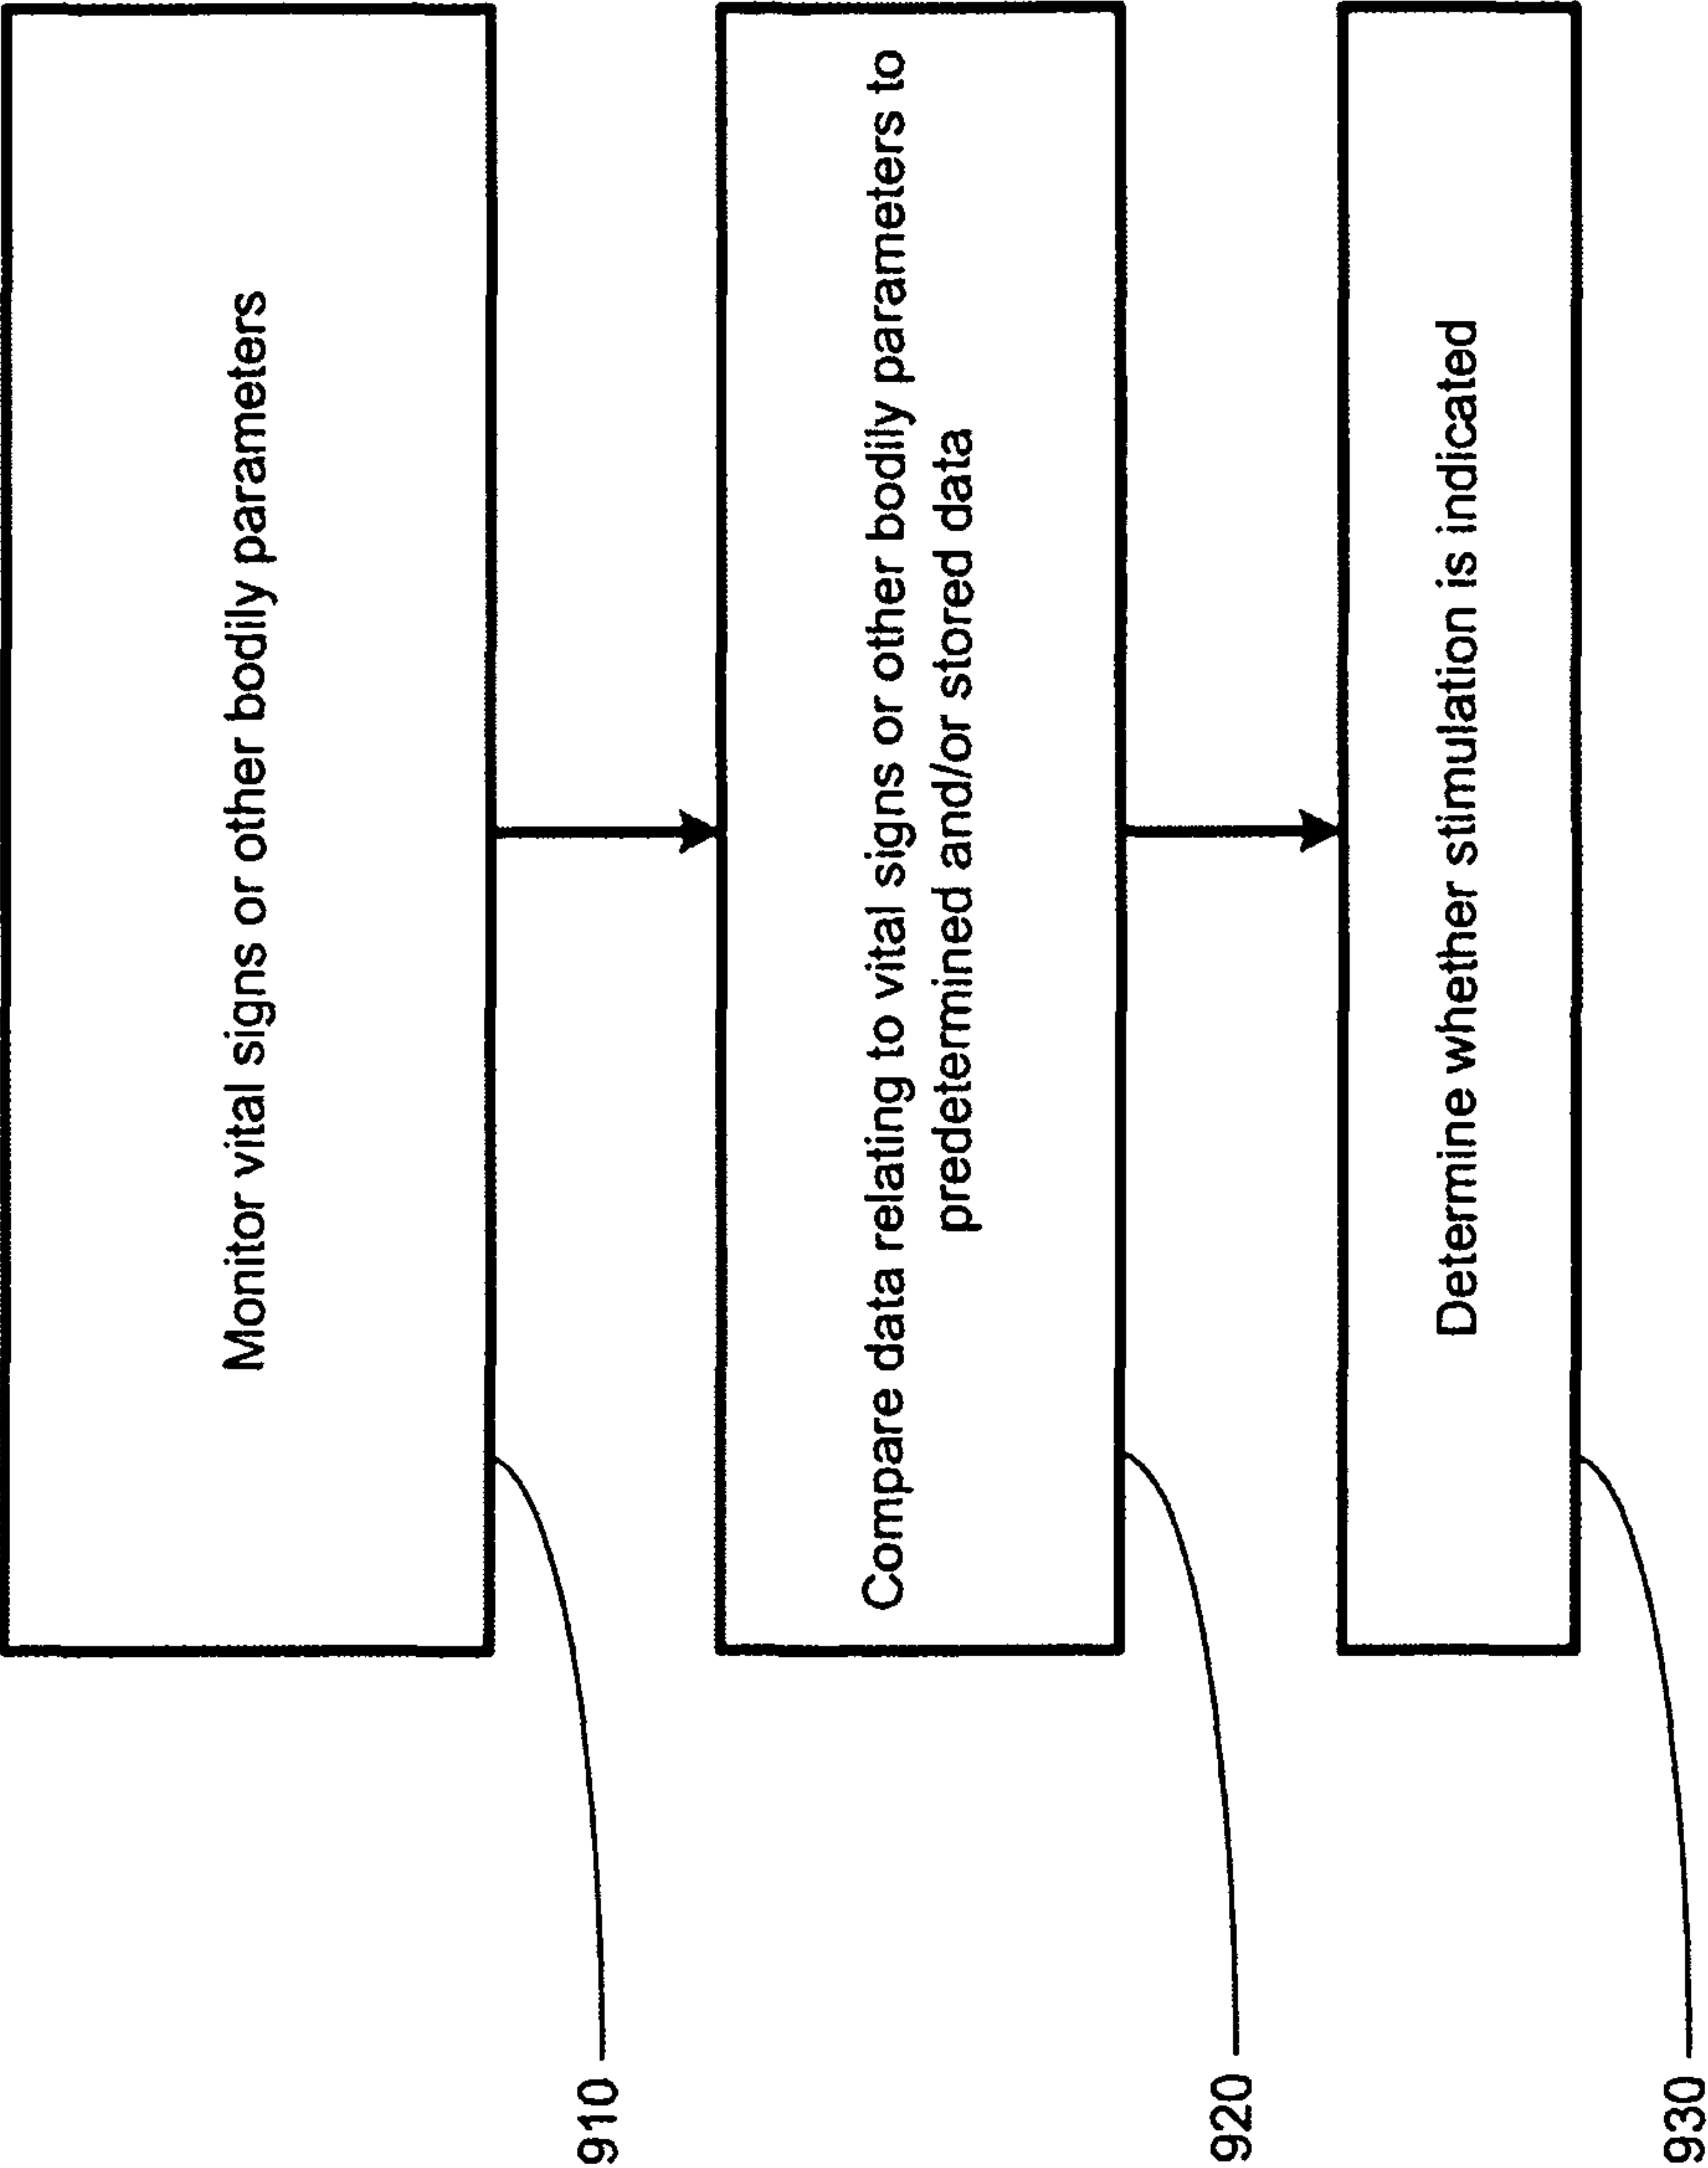 Monitor vital signs or other bodily parameters
910
Compare data relating to vital signs or other bodily parameters to
predetermined and/or stored data
920
Determine whether stimulation is indicated
930